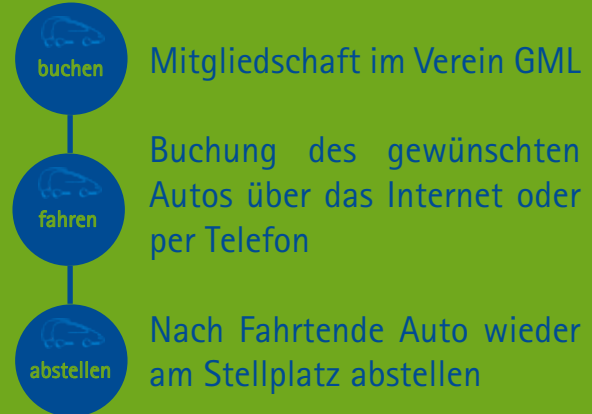 buchen
Mitgliedschaft im Verein GML
fahren
Buchung des gewünschten
Autos über das Internet oder
per Telefon
abstellen
Nach Fahrtende Auto wieder
am Stellplatz abstellen